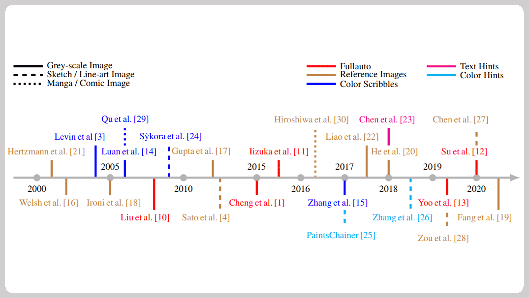 Grey-scale Image
Sketch / Line-art Image
Manga / Comic Image
Fullauto
Reference Images
Color Scribbles
Text Hints
Color Hints
Qu et al. [29]
Hiroshiwa et al. [30]
Chen et al. [23]
Chen et al. [27]
Levin et al [3]
Sýkora et al. [24]
Liao et al. [22]
Hertzmann et al. [21]
Luan et al. [14]
Gupta et al. [17]
Iizuka et al. [11]
He et al. [20]
Su et al. [12]
2000
2005
2010
2015
2016
2017
2018
2019
2020
Welsh et al. [16]
Ironi et al. [18]
Liu et al. [10]
Sato et al. [4]
Cheng et al. [1]
Zhang et al. [15]
Zhang et al. [26]
Yoo et al. [13]
Fang et al. [19]
PaintsChainer [25]
Zou et al. [28]